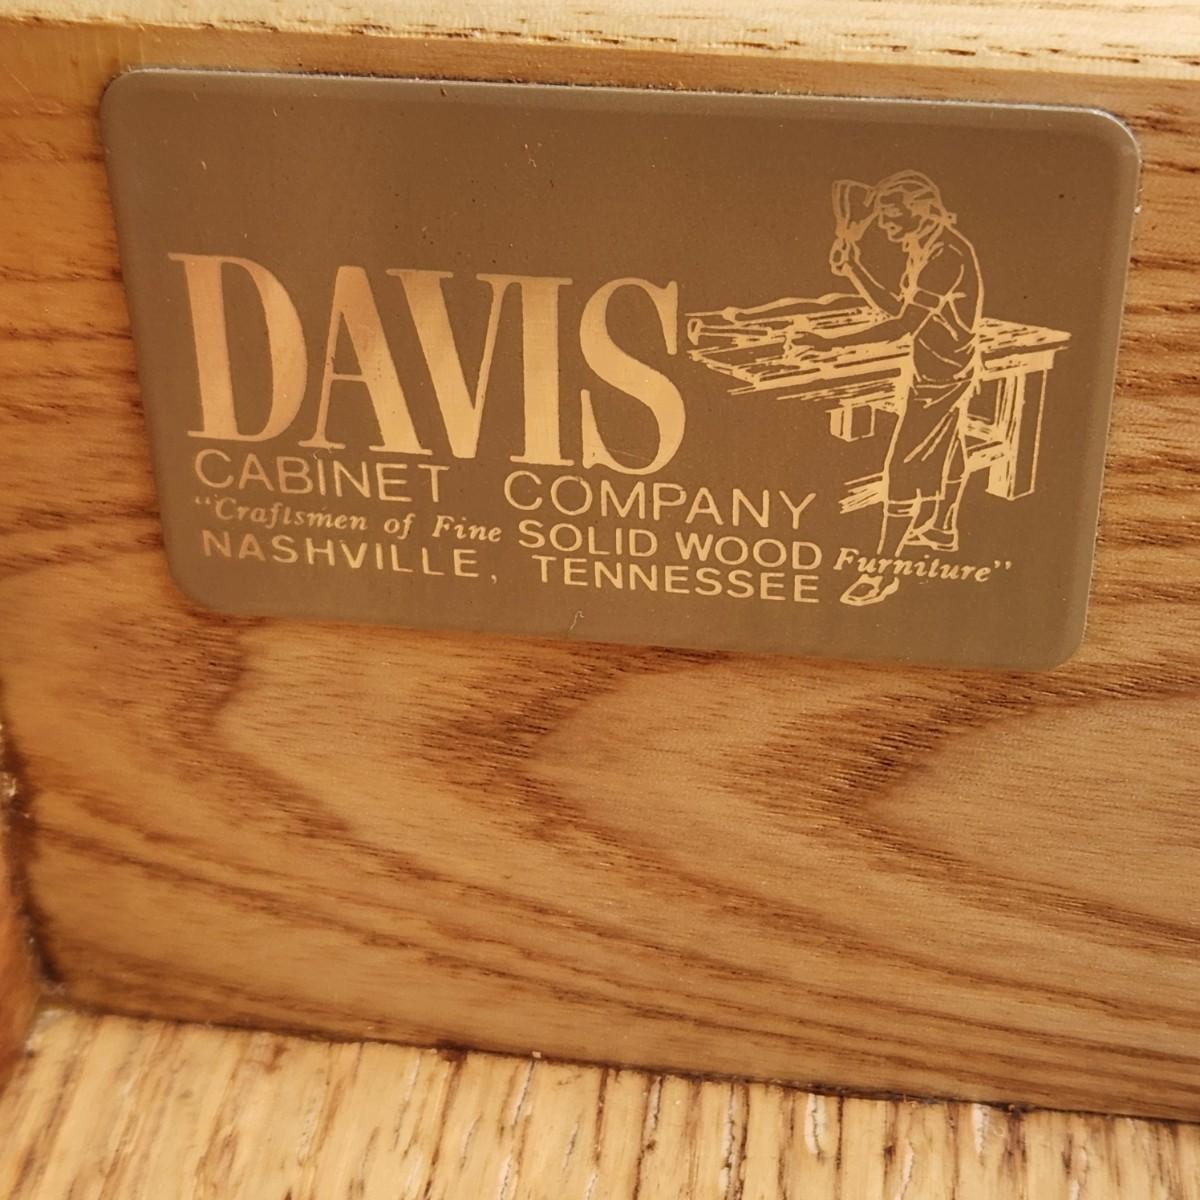 DAVIS
CABINET COMPANY
"Craftsmen of Fine SOLID WOOD Furniture"
NASHVILLE, TENNESSEE